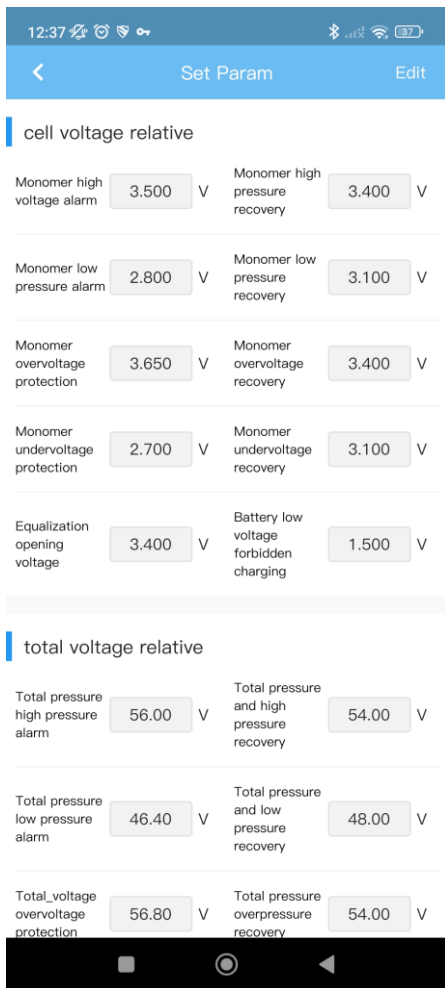 12:37
37
Set Param
Edit
cell voltage relative
Monomer high
voltage alarm
3.500
V
Monomer high
pressure
recovery
3.400
V
Monomer low
pressure alarm
2.800
V
Monomer low
pressure
recovery
3.100
V
Monomer
overvoltage
protection
3.650
V
Monomer
overvoltage
recovery
3.400
V
Monomer
undervoltage
protection
2.700
V
Monomer
undervoltage
recovery
3.100
V
Equalization
opening
voltage
3.400
V
Battery low
voltage
forbidden
charging
1.500
V
total voltage relative
Total pressure
high pressure
alarm
56.00
V
Total pressure
and high
pressure
recovery
54.00
V
Total pressure
low pressure
alarm
46.40
V
Total pressure
and low
pressure
recovery
48.00
V
Total_voltage
overvoltage
protection
56.80
V
Total pressure
overpressure
recovery
54.00
V